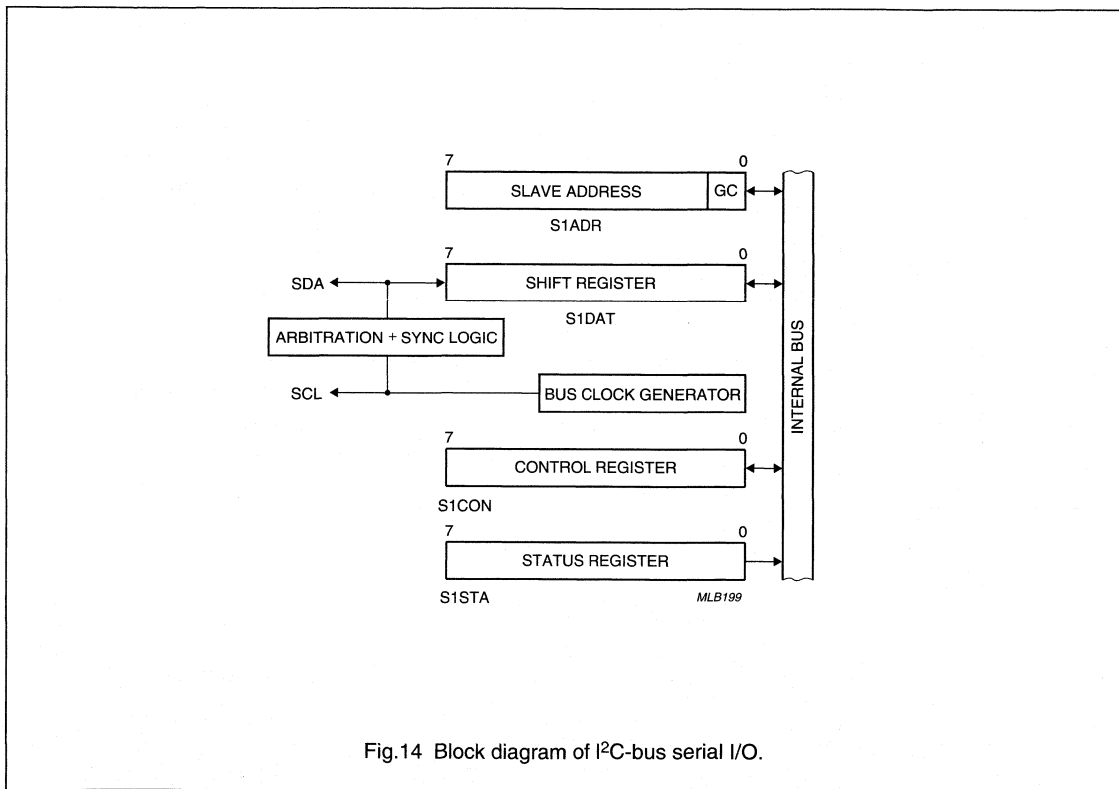 7 0
SLAVE ADDRESS GC
S1ADR
7 0
SDA SHIFT REGISTER
S1DAT
ARBITRATION + SYNC LOGIC
SCL BUS CLOCK GENERATOR
INTERNAL BUS
7 0
CONTROL REGISTER
S1CON
7 0
STATUS REGISTER
S1STA MLB199
Fig.14 Block diagram of I²C-bus serial I/O.